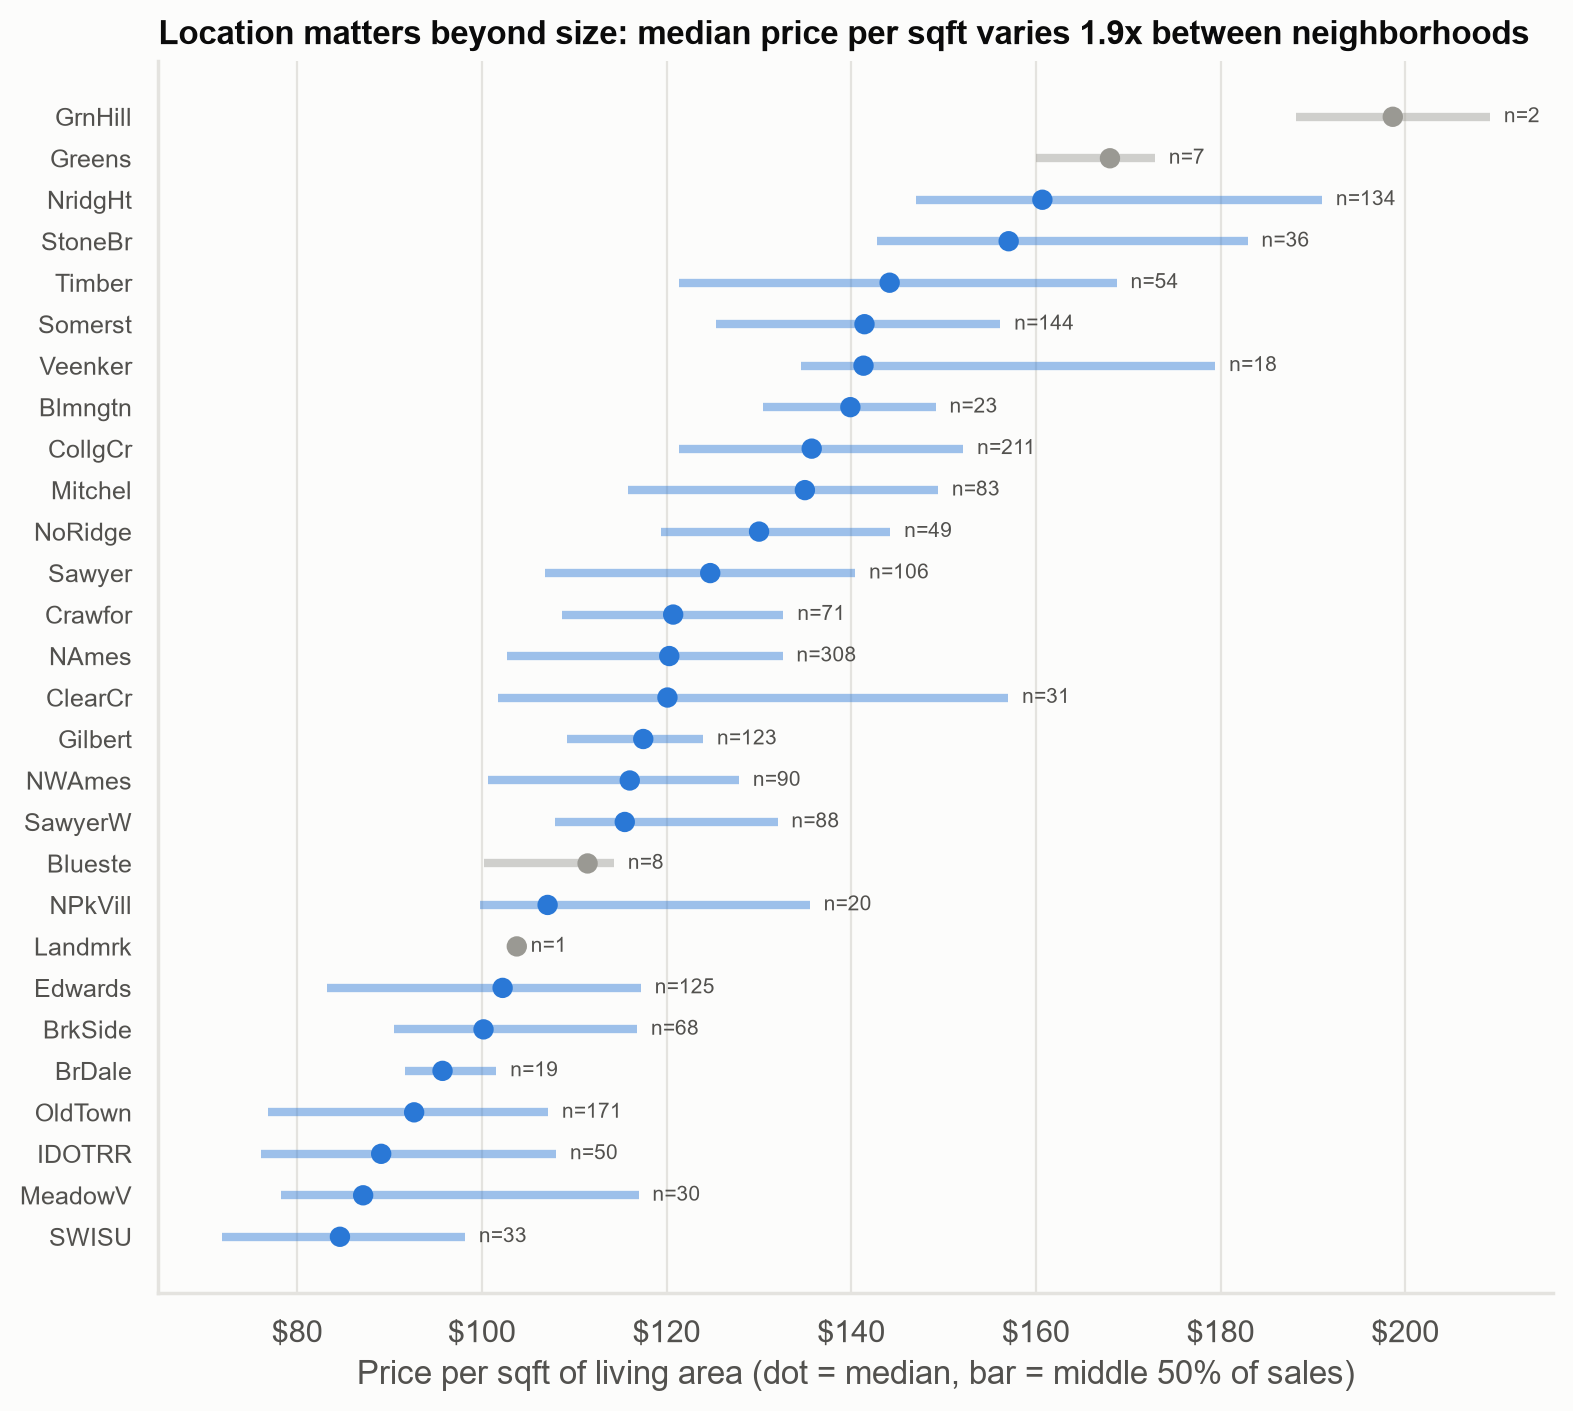 Location matters beyond size: median price per sqft varies 1.9x between neighborhoods
GrnHill n=2
Greens n=7
NridgHt n=134
StoneBr n=36
Timber n=54
Somerst n=144
Veenker n=18
Blmngtn n=23
CollgCr n=211
Mitchel n=83
NoRidge n=49
Sawyer n=106
Crawfor n=71
NAmes n=308
ClearCr n=31
Gilbert n=123
NWAmes n=90
SawyerW n=88
Blueste n=8
NPkVill n=20
Landmrk n=1
Edwards n=125
BrkSide n=68
BrDale n=19
OldTown n=171
IDOTRR n=50
MeadowV n=30
SWISU n=33
$80 $100 $120 $140 $160 $180 $200
Price per sqft of living area (dot = median, bar = middle 50% of sales)